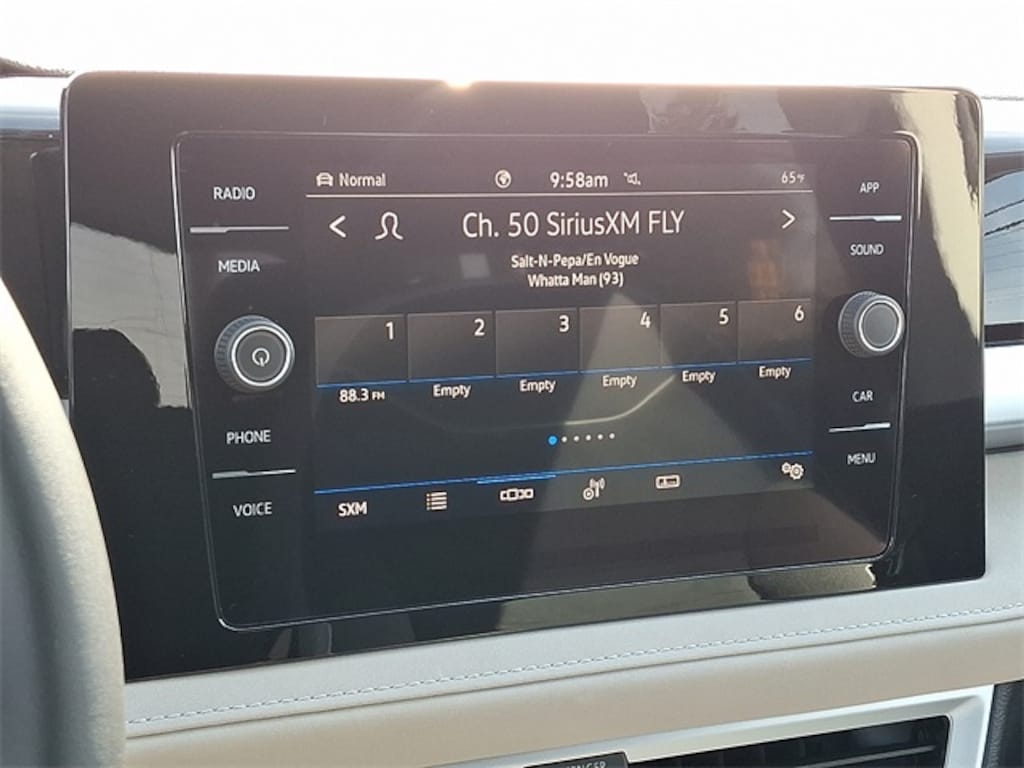 Normal 9:58am 65°F
RADIO
APP
Ch. 50 SiriusXM FLY
MEDIA
SOUND
Salt-N-Pepa/En Vogue
Whatta Man (93)
1 2 3 4 5 6
88.3 FM Empty Empty Empty Empty Empty
CAR
PHONE
MENU
VOICE
SXM